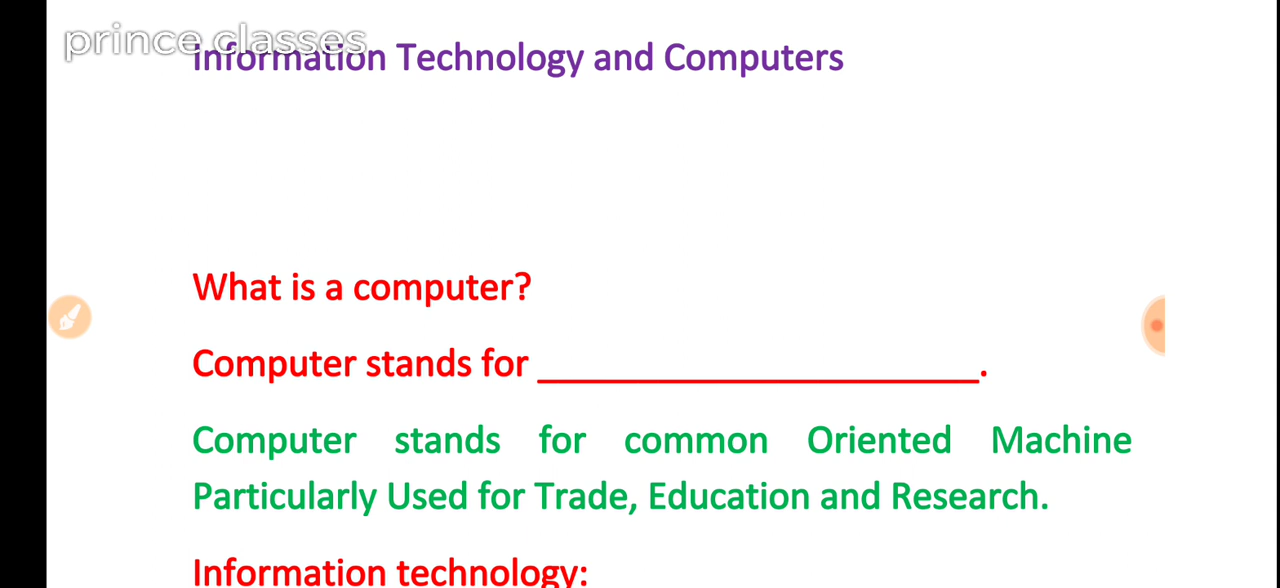 prince classes
Information Technology and Computers
What is a computer?
Computer stands for ______________________.
Computer stands for common Oriented Machine
Particularly Used for Trade, Education and Research.
Information technology: